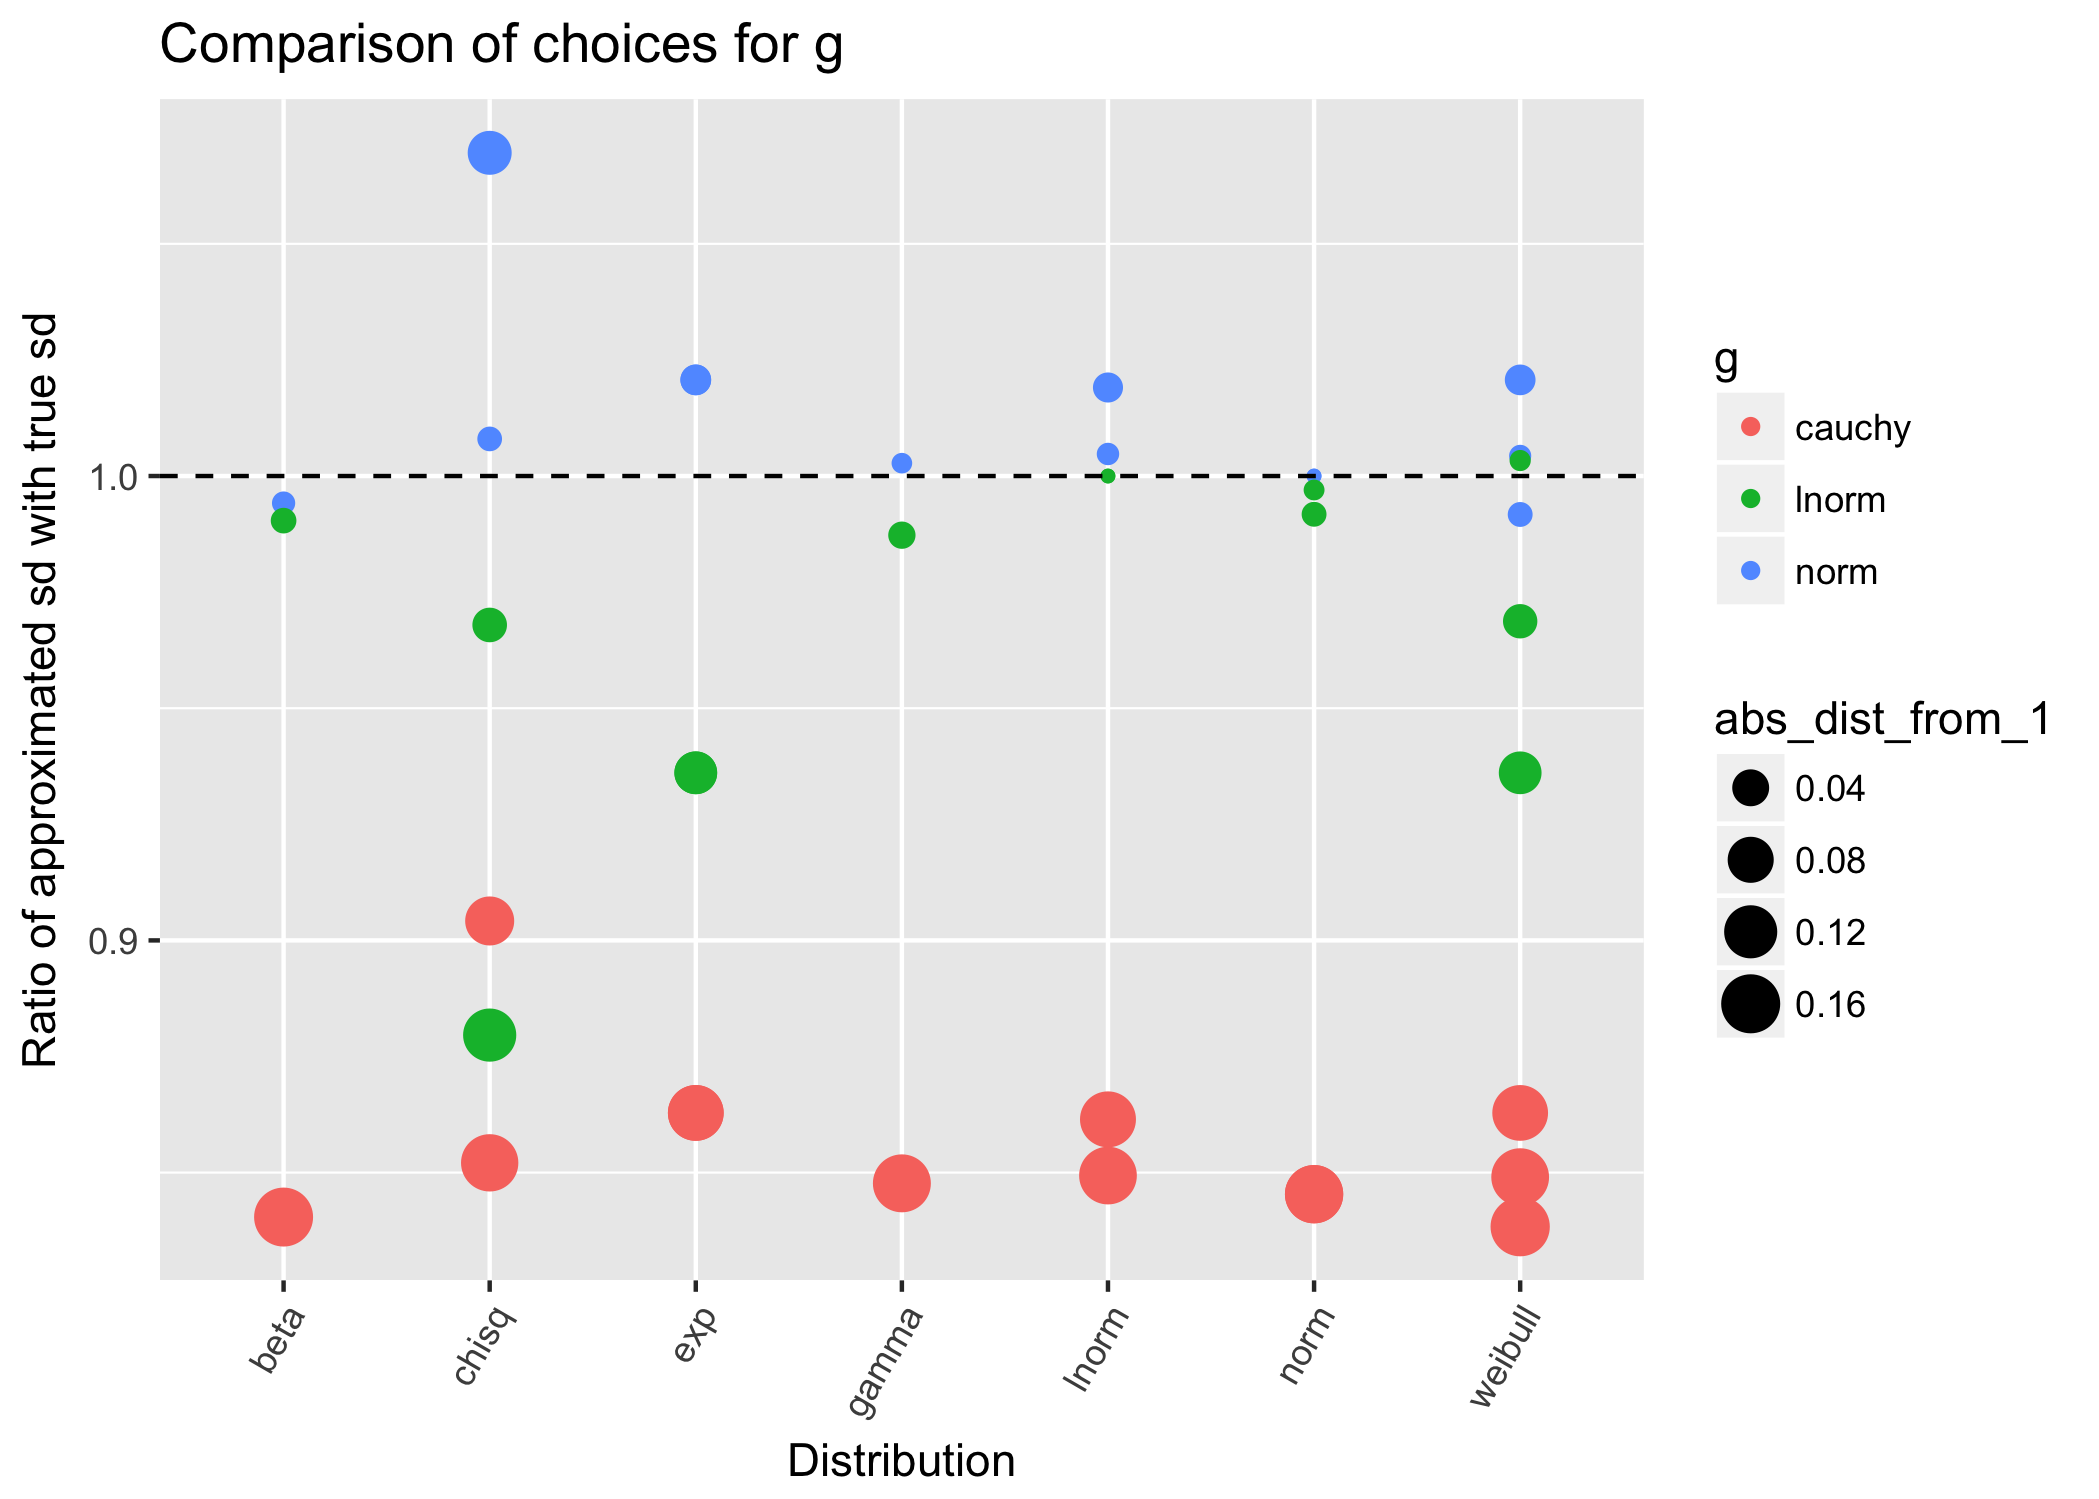 Comparison of choices for g
Ratio of approximated sd with true sd
1.0
0.9
beta
chisq
exp
gamma
lnorm
norm
weibull
Distribution
g
cauchy
lnorm
norm
abs_dist_from_1
0.04
0.08
0.12
0.16